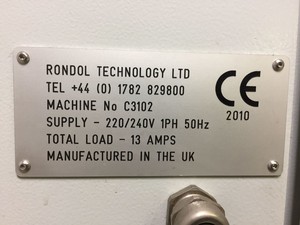 RONDOL TECHNOLOGY LTD
TEL +44 (0) 1782 829800
MACHINE No C3102
SUPPLY - 220/240V 1PH 50Hz
TOTAL LOAD - 13 AMPS
MANUFACTURED IN THE UK
CE
2010